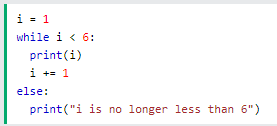 i = 1
while i < 6:
  print(i)
  i += 1
else:
  print("i is no longer less than 6")